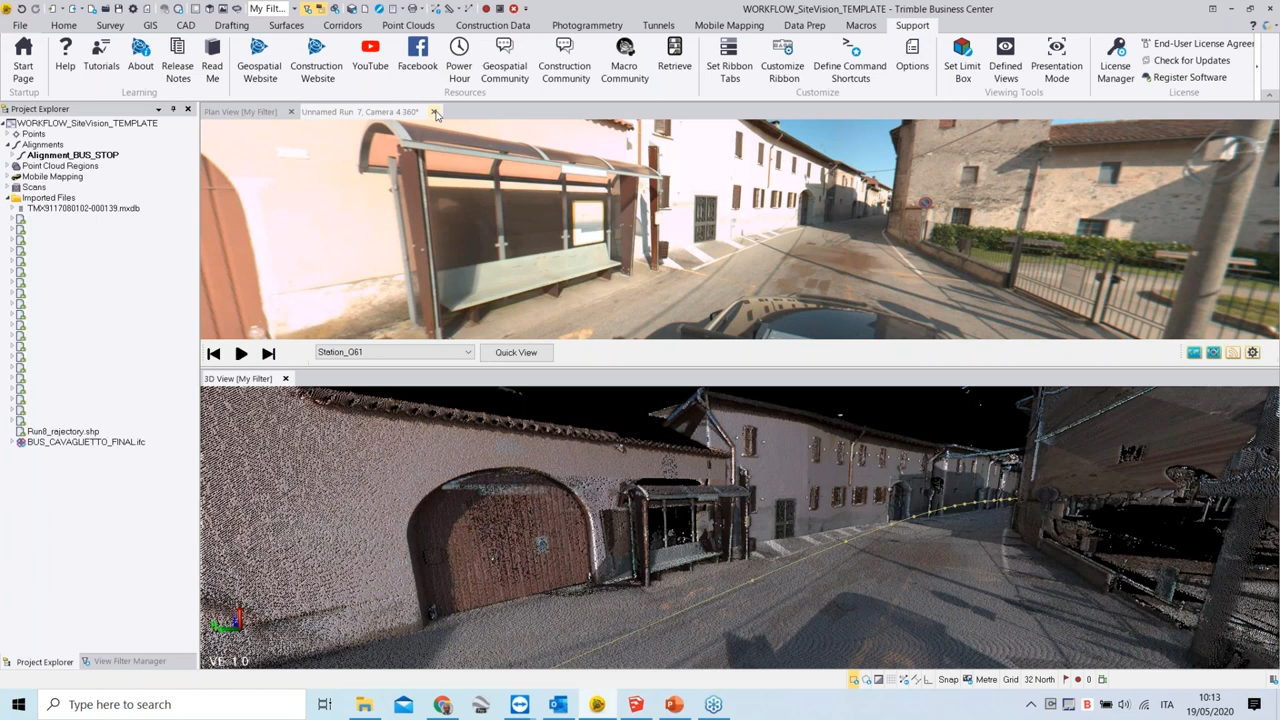 My Filt...
WORKFLOW_SiteVision_TEMPLATE - Trimble Business Center
File Home Survey GIS CAD Drafting Surfaces Corridors Point Clouds Construction Data Photogrammetry Tunnels Mobile Mapping Data Prep Macros Support
Start Page
Help
Tutorials
About
Release Notes
Read Me
Geospatial Website
Construction Website
YouTube
Facebook
Power Hour
Geospatial Community
Construction Community
Macro Community
Retrieve
Set Ribbon Tabs
Customize Ribbon
Define Command Shortcuts
Options
Set Limit Box
Defined Views
Presentation Mode
License Manager
End-User License Agreer
Check for Updates
Register Software
Startup Learning Resources Customize Viewing Tools License
Project Explorer
Plan View [My Filter]
Unnamed Run 7, Camera 4 360°
WORKFLOW_SiteVision_TEMPLATE
Points
Alignments
Alignment_BUS_STOP
Point Cloud Regions
Mobile Mapping
Scans
Imported Files
TMX9117080102-000139.mxdb
Run8_rajectory.shp
BUS_CAVAGLIETTO_FINAL.ifc
Station_Q61
Quick View
3D View [My Filter]
VE: 1.0
Project Explorer
View Filter Manager
Snap Metre Grid 32 North 0
Type here to search
ITA
10:13
19/05/2020